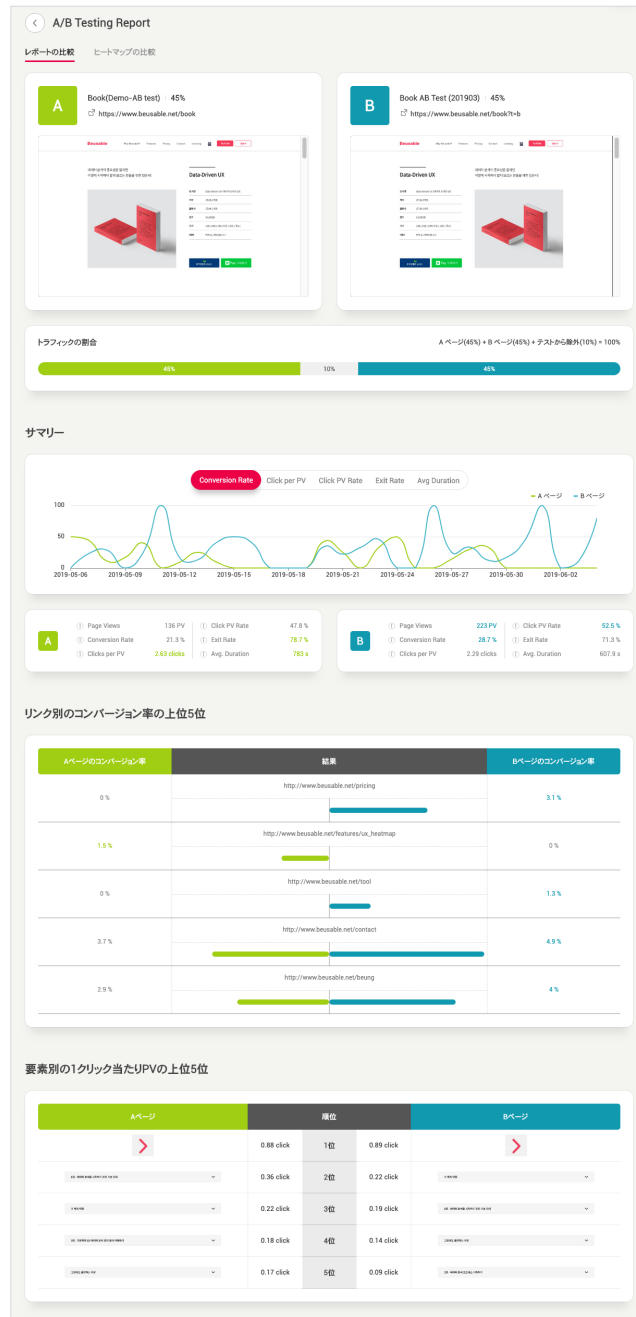 A/B Testing Report
レポートの比較 ヒートマップの比較
A
Book(Demo-AB test) 45%
https://www.beusable.net/book
B
Book AB Test (201903) 45%
https://www.beusable.net/book?t=b
Beusable
Data-Driven UX
Beusable
Data-Driven UX
トラフィックの割合
A ページ(45%) + B ページ(45%) + テストから除外(10%) = 100%
45% 10% 45%
サマリー
Conversion Rate Click per PV Click PV Rate Exit Rate Avg Duration
A ページ B ページ
100
50
0
2019-05-06 2019-05-09 2019-05-12 2019-05-15 2019-05-18 2019-05-21 2019-05-24 2019-05-27 2019-05-30 2019-06-02
A
Page Views 136 PV Click PV Rate 47.8 %
Conversion Rate 21.3 % Exit Rate 78.7 %
Clicks per PV 2.63 clicks Avg. Duration 783 s
B
Page Views 223 PV Click PV Rate 52.5 %
Conversion Rate 28.7 % Exit Rate 71.3 %
Clicks per PV 2.29 clicks Avg. Duration 607.9 s
リンク別のコンバージョン率の上位5位
Aページのコンバージョン率 結果 Bページのコンバージョン率
http://www.beusable.net/pricing
0 % 3.1 %
http://www.beusable.net/features/ux_heatmap
1.5 % 0 %
http://www.beusable.net/tool
0 % 1.3 %
http://www.beusable.net/contact
3.7 % 4.9 %
http://www.beusable.net/beung
2.9 % 4 %
要素別の1クリック当たりPVの上位5位
Aページ 順位 Bページ
0.88 click 1位 0.89 click
0.36 click 2位 0.22 click
0.22 click 3位 0.19 click
0.18 click 4位 0.14 click
0.17 click 5位 0.09 click